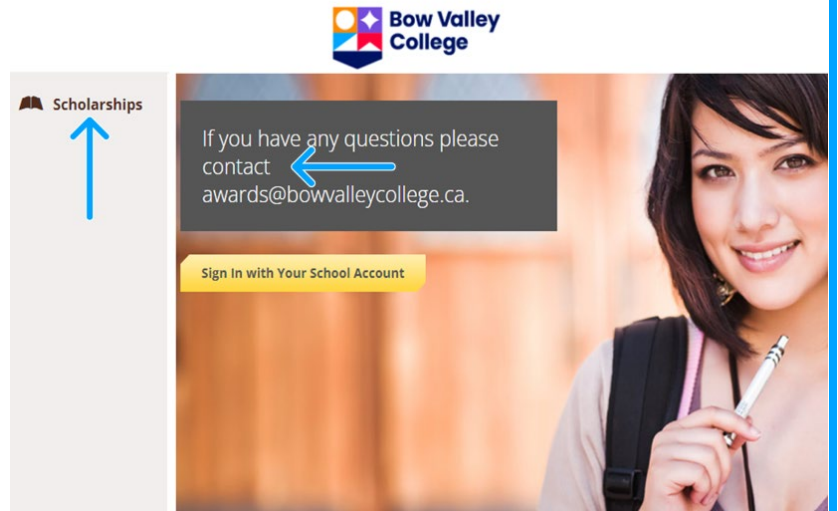 Bow Valley
College
Scholarships
If you have any questions please
contact
awards@bowvalleycollege.ca.
Sign In with Your School Account